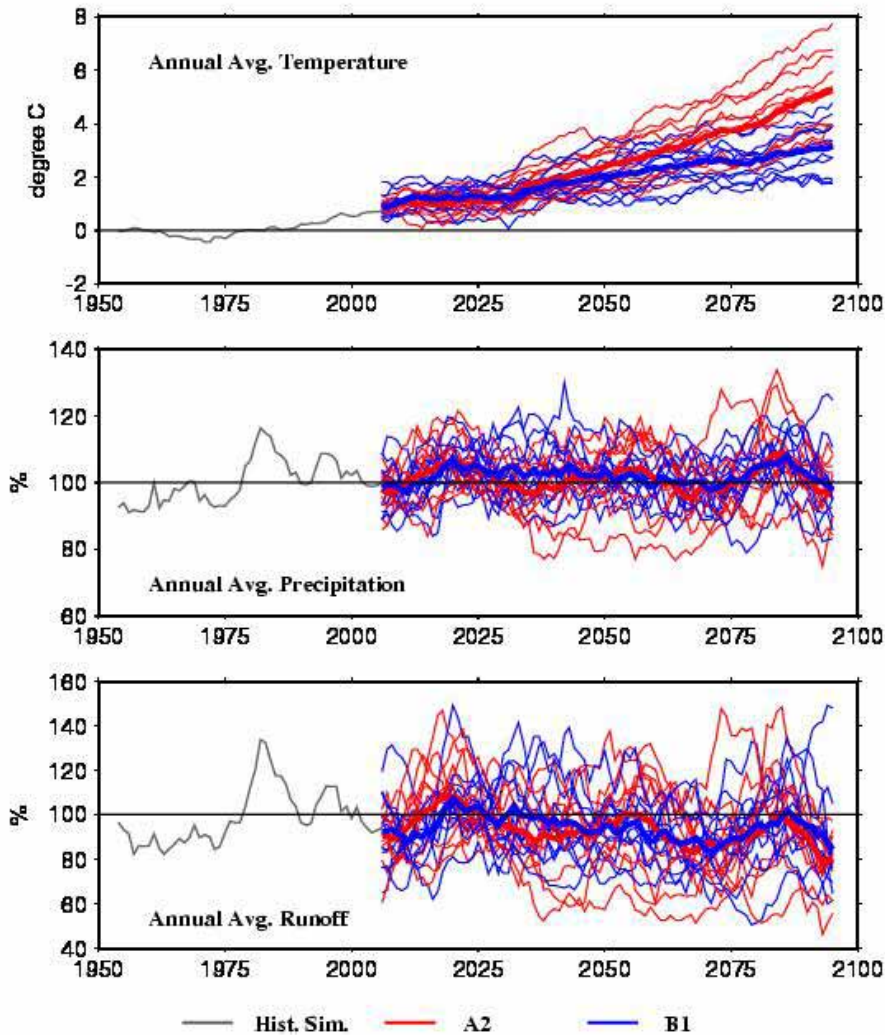 8
6
4
2
0
-2
degree C
Annual Avg. Temperature
1950 1975 2000 2025 2050 2075 2100
140
120
100
80
60
%
Annual Avg. Precipitation
1950 1975 2000 2025 2050 2075 2100
160
140
120
100
80
60
40
%
Annual Avg. Runoff
1950 1975 2000 2025 2050 2075 2100
Hist. Sim. A2 B1